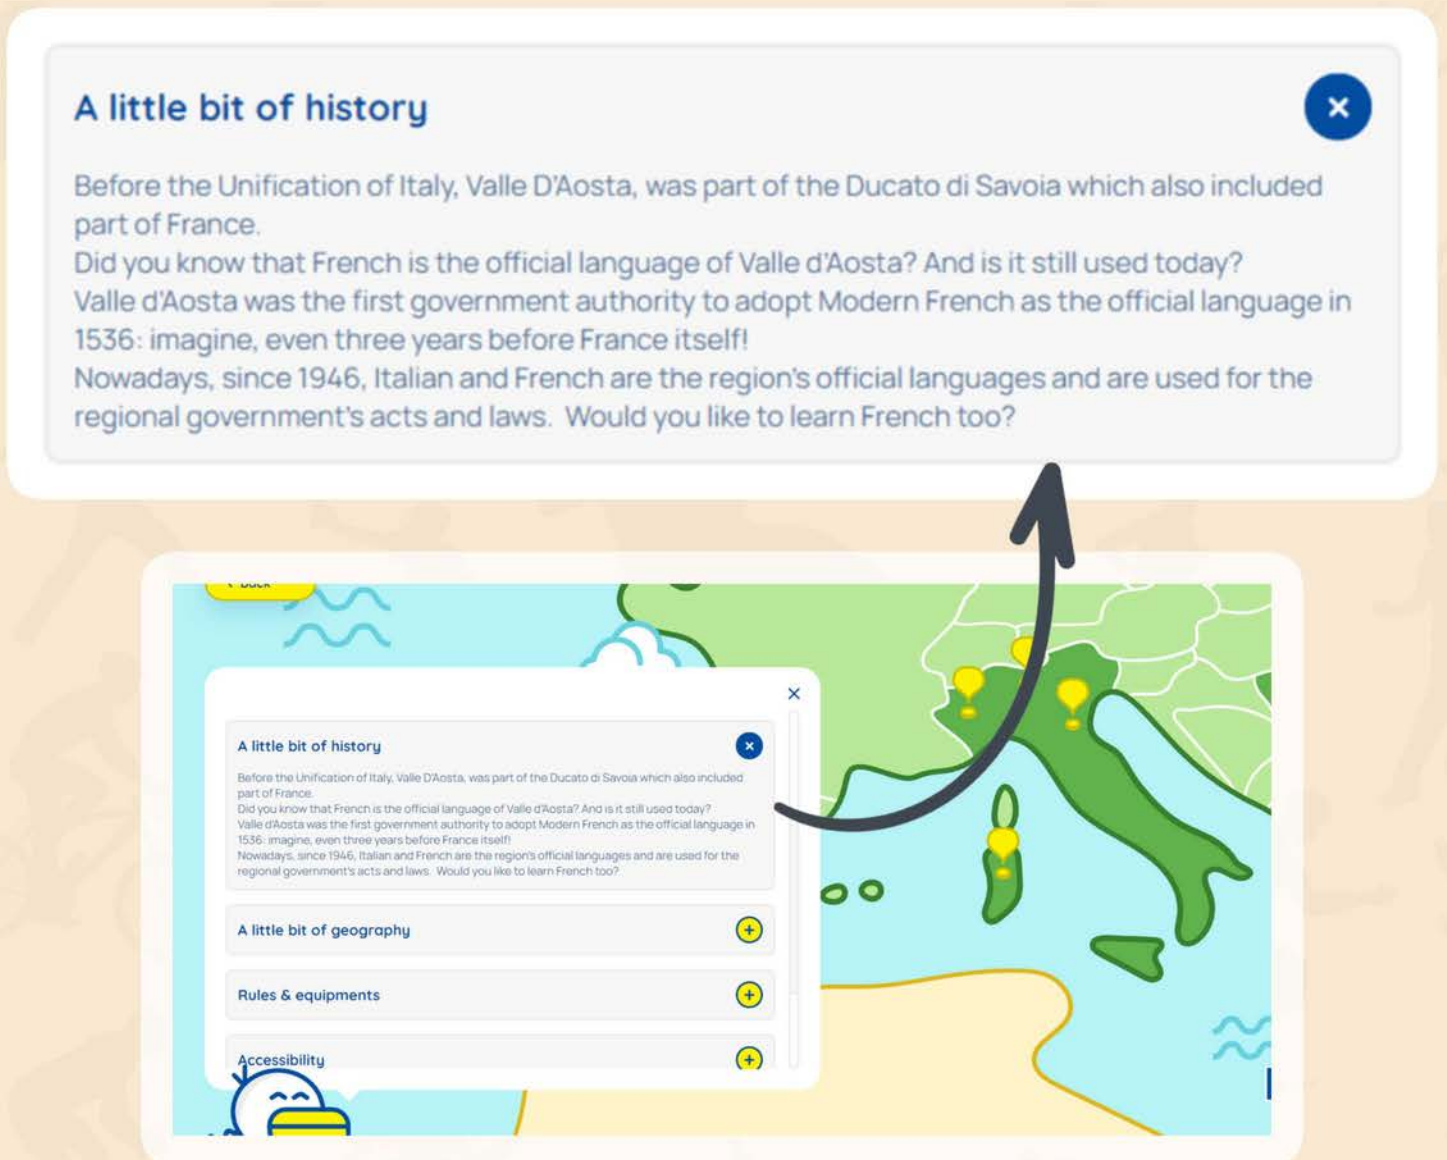 A little bit of history
Before the Unification of Italy, Valle D'Aosta, was part of the Ducato di Savoia which also included
part of France.
Did you know that French is the official language of Valle d'Aosta? And is it still used today?
Valle d'Aosta was the first government authority to adopt Modern French as the official language in
1536: imagine, even three years before France itself!
Nowadays, since 1946, Italian and French are the region's official languages and are used for the
regional government's acts and laws.  Would you like to learn French too?
Back
A little bit of history
Before the Unification of Italy, Valle D'Aosta, was part of the Ducato di Savoia which also included
part of France.
Did you know that French is the official language of Valle d'Aosta? And is it still used today?
Valle d'Aosta was the first government authority to adopt Modern French as the official language in
1536: imagine, even three years before France itself!
Nowadays, since 1946, Italian and French are the region's official languages and are used for the
regional government's acts and laws.  Would you like to learn French too?
A little bit of geography
Rules & equipments
Accessibility